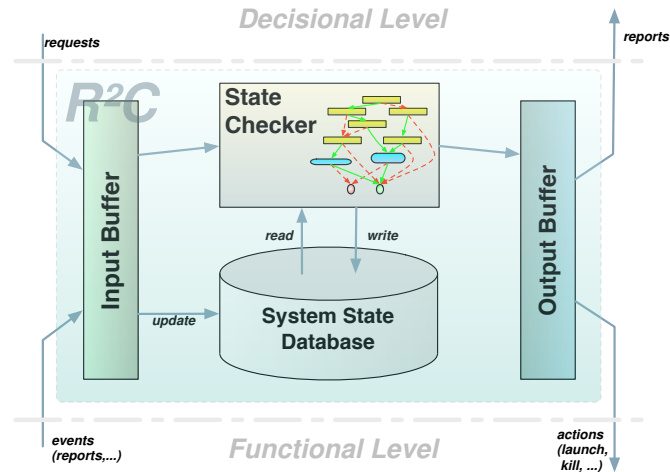 Decisional Level
requests
reports
R²C
State
Checker
Input Buffer
Output Buffer
read
write
update
System State
Database
events
(reports,...)
Functional Level
actions
(launch,
kill, ...)